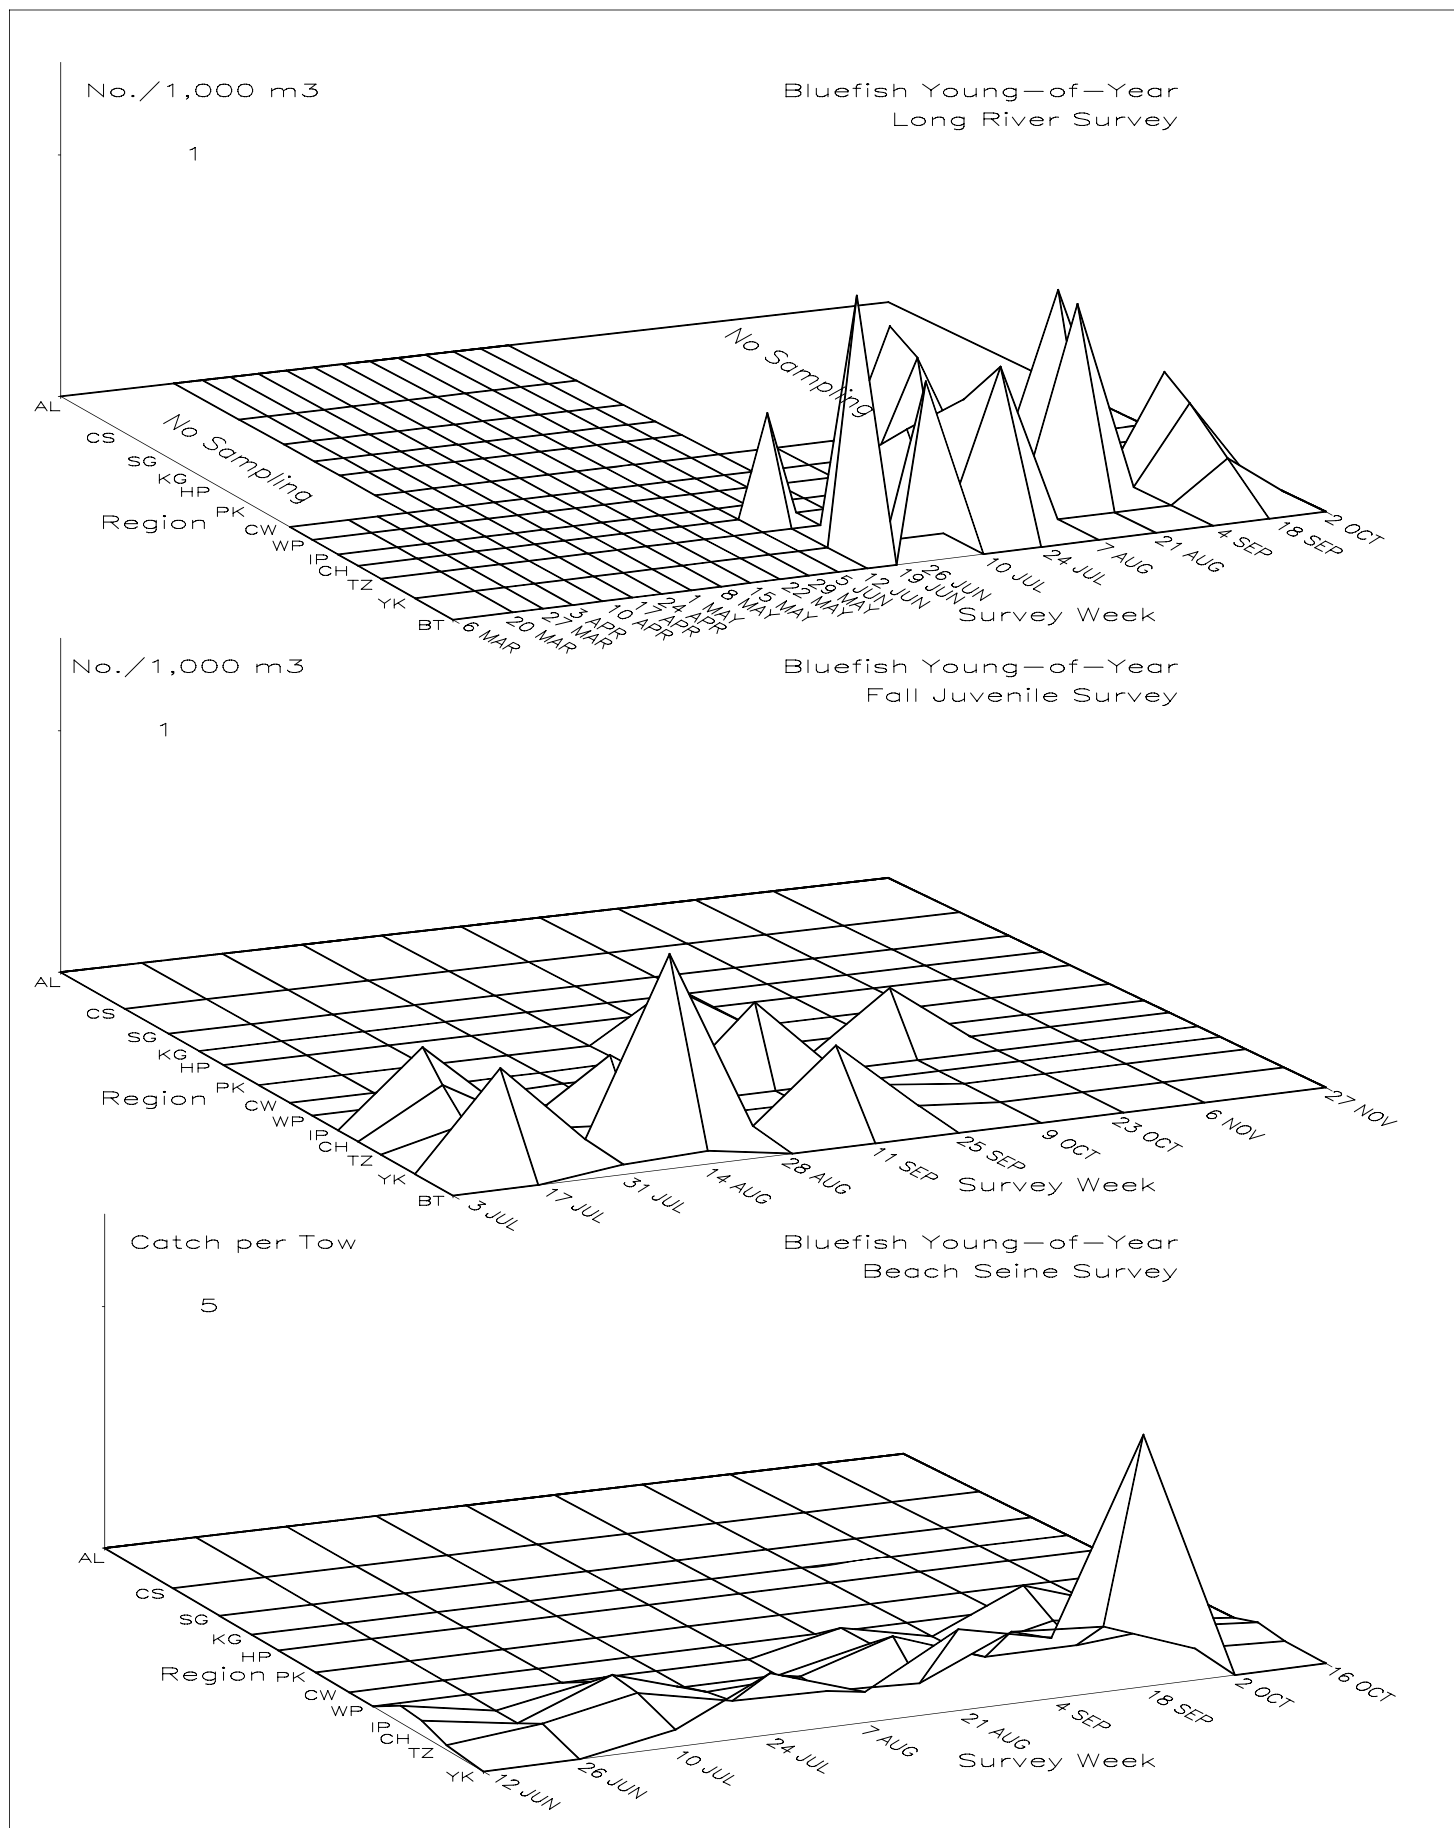 No./1,000 m3
Bluefish Young-of-Year
Long River Survey
1
No Sampling
No Sampling
AL
CS
SG
KG
HP
PK
CW
WP
IP
CH
TZ
YK
BT
Region
6 MAR
20 MAR
27 MAR
3 APR
10 APR
17 APR
24 APR
1 MAY
8 MAY
15 MAY
22 MAY
29 MAY
5 JUN
12 JUN
19 JUN
26 JUN
10 JUL
24 JUL
7 AUG
21 AUG
4 SEP
18 SEP
2 OCT
Survey Week
No./1,000 m3
Bluefish Young-of-Year
Fall Juvenile Survey
1
AL
CS
SG
KG
HP
PK
CW
WP
IP
CH
TZ
YK
BT
Region
3 JUL
17 JUL
31 JUL
14 AUG
28 AUG
11 SEP
25 SEP
9 OCT
23 OCT
6 NOV
27 NOV
Survey Week
Catch per Tow
Bluefish Young-of-Year
Beach Seine Survey
5
AL
CS
SG
KG
HP
PK
CW
WP
IP
CH
TZ
YK
Region
12 JUN
26 JUN
10 JUL
24 JUL
7 AUG
21 AUG
4 SEP
18 SEP
2 OCT
16 OCT
Survey Week